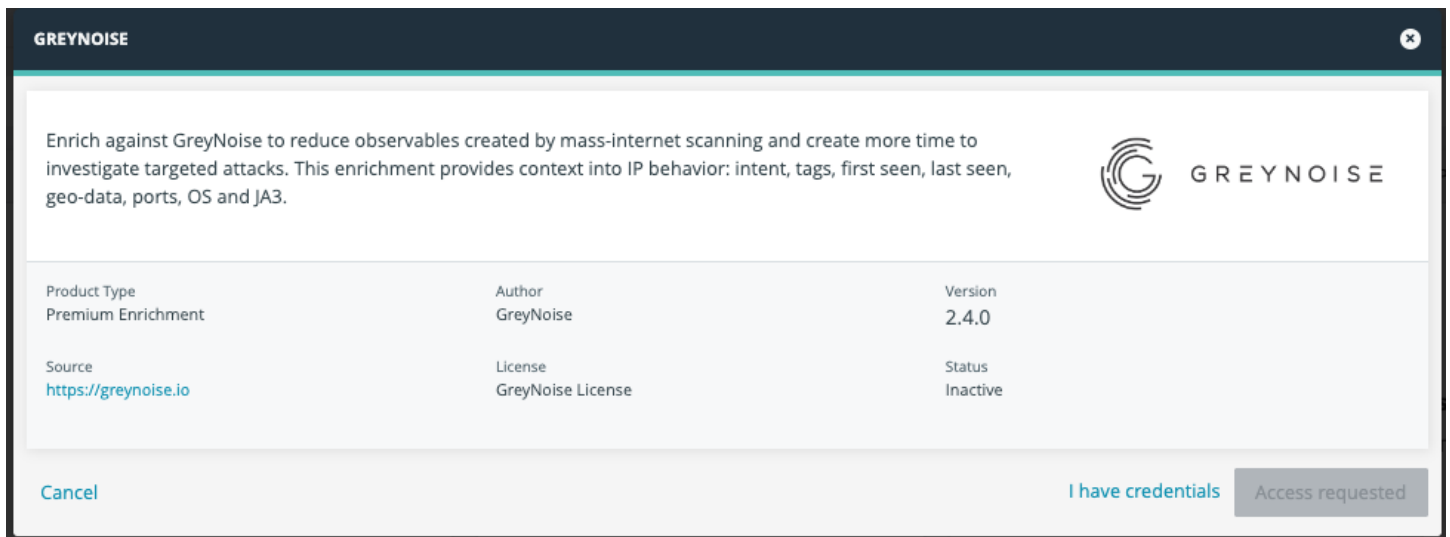 GREYNOISE
Enrich against GreyNoise to reduce observables created by mass-internet scanning and create more time to
investigate targeted attacks. This enrichment provides context into IP behavior: intent, tags, first seen, last seen,
geo-data, ports, OS and JA3.
GREYNOISE
Product Type
Premium Enrichment
Author
GreyNoise
Version
2.4.0
Source
https://greynoise.io
License
GreyNoise License
Status
Inactive
Cancel
I have credentials
Access requested